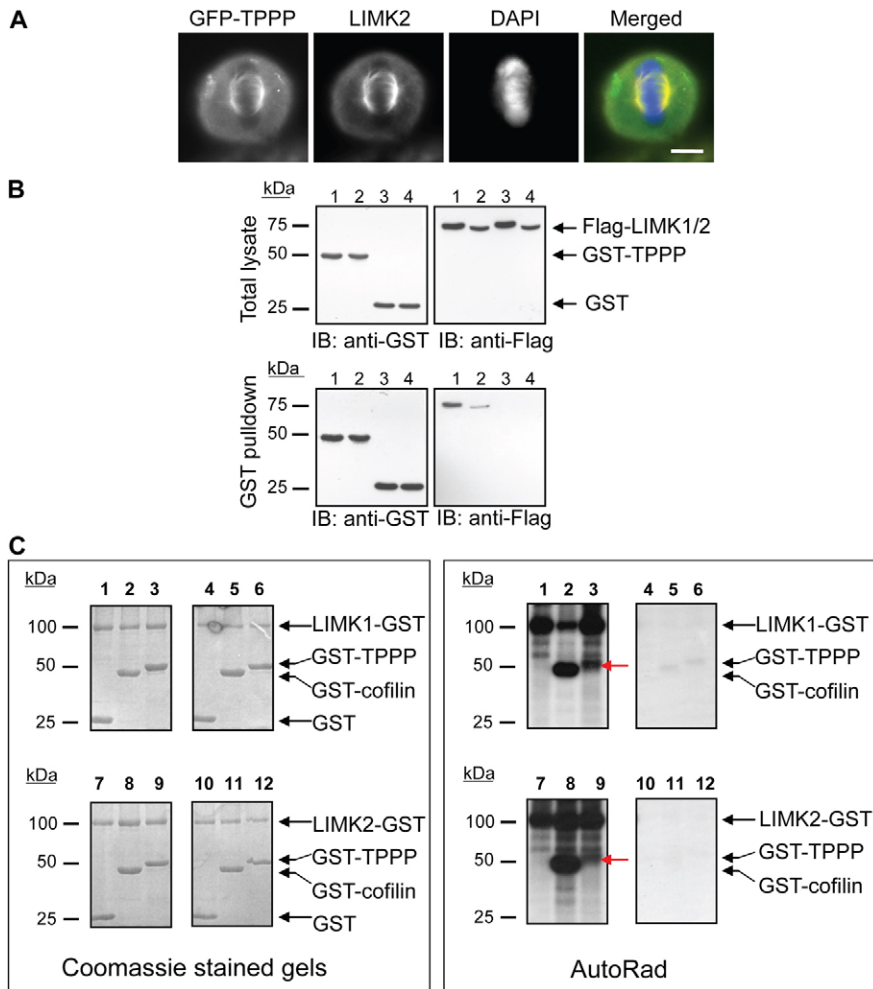 A
GFP-TPPP LIMK2 DAPI Merged
B
kDa
1 2 3 4 1 2 3 4
Total lysate
75
50
25
Flag-LIMK1/2
GST-TPPP
GST
IB: anti-GST IB: anti-Flag
kDa
1 2 3 4 1 2 3 4
GST pulldown
75
50
25
IB: anti-GST IB: anti-Flag
C
kDa
1 2 3 4 5 6
100
50
25
LIMK1-GST
GST-TPPP
GST-cofilin
GST
kDa
7 8 9 10 11 12
100
50
25
LIMK2-GST
GST-TPPP
GST-cofilin
GST
Coomassie stained gels
kDa
1 2 3 4 5 6
100
50
25
LIMK1-GST
GST-TPPP
GST-cofilin
kDa
7 8 9 10 11 12
100
50
25
LIMK2-GST
GST-TPPP
GST-cofilin
AutoRad